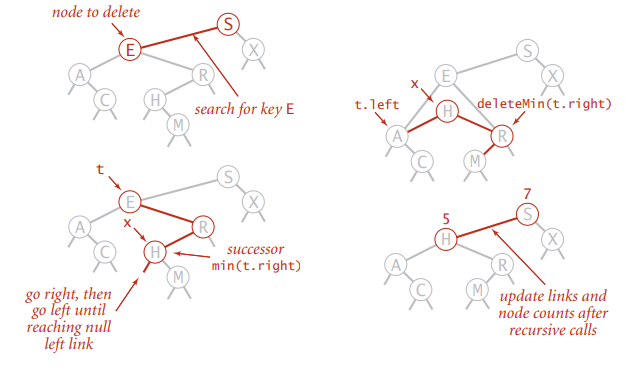 node to delete
S
E
X
A
R
C
H
M
search for key E
t
S
E
X
x
A
R
C
H
M
successor
min(t.right)
go right, then
go left until
reaching null
left link
S
E
X
x
t.left
deleteMin(t.right)
H
A
R
C
M
7
5
S
H
X
A
R
C
M
update links and
node counts after
recursive calls